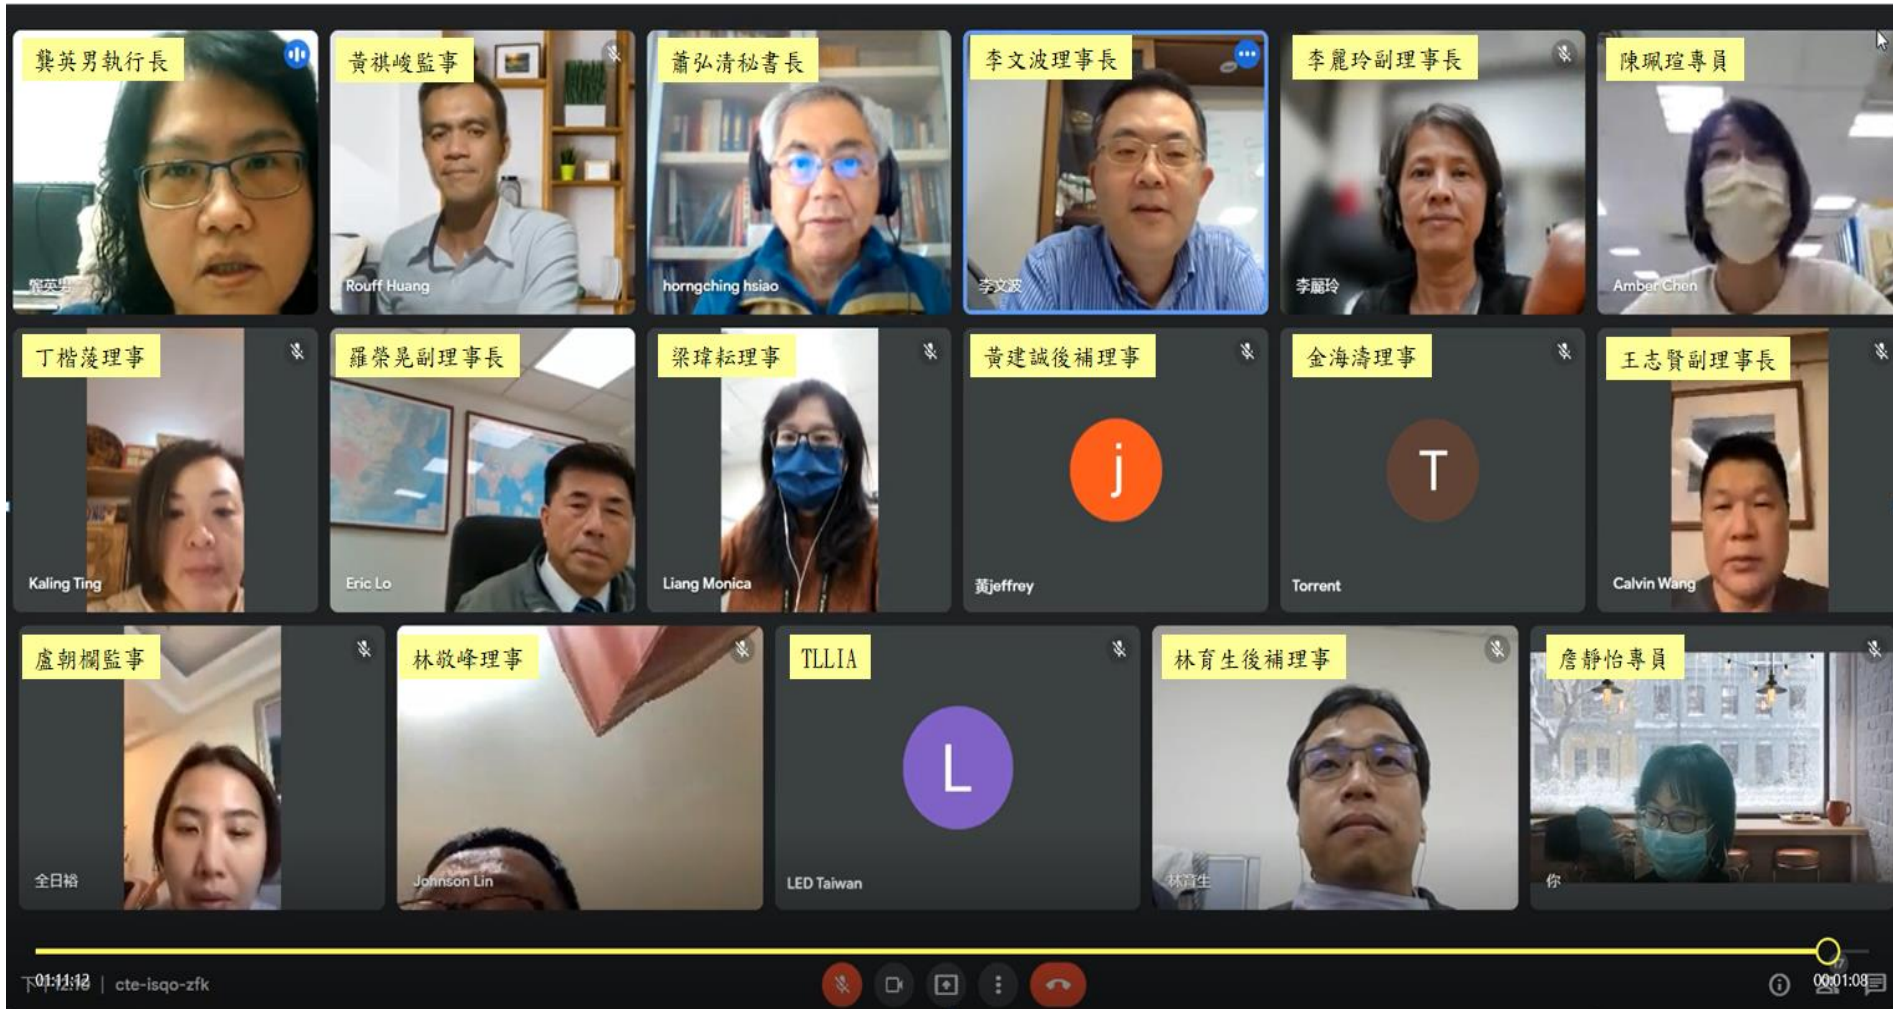 龔英男執行長
黃祺峻監事
蕭弘清秘書長
李文波理事長
李麗玲副理事長
陳珮瑄專員
Rouff Huang
horngching hsiao
李文波
李麗玲
Amber Chen
丁楷蓤理事
羅榮晃副理事長
梁瑋耘理事
黃建誠後補理事
金海濤理事
王志賢副理事長
j
T
Kaling Ting
Eric Lo
Liang Monica
黃jeffrey
Torrent
Calvin Wang
盧朝欄監事
林敬峰理事
TLLIA
林育生後補理事
詹靜怡專員
L
全日裕
Johnson Lin
LED Taiwan
林育生
你
01:11:12 | cte-isqo-zfk
17
00:01:08